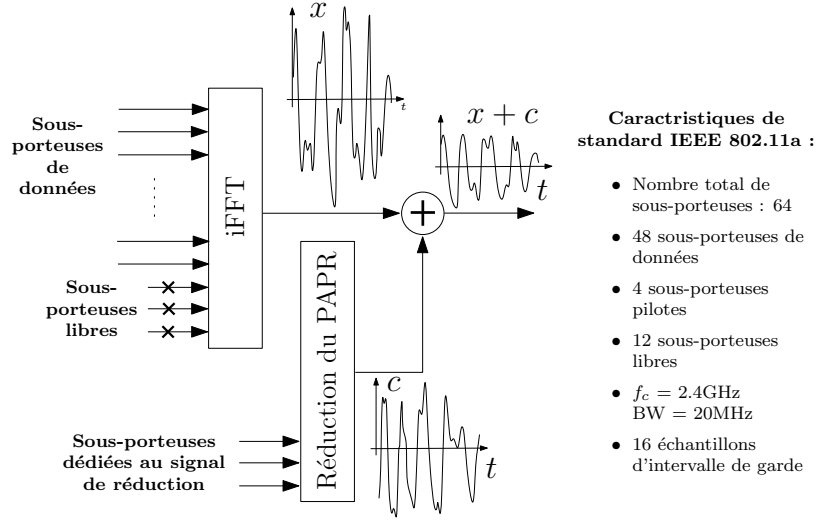 x
t
x + c
t
Sous-
porteuses
de
données
iFFT
Sous-
porteuses
libres
Réduction du PAPR
c
t
Sous-porteuses
dédiées au signal
de réduction
Caractristiques de
standard IEEE 802.11a :
• Nombre total de
sous-porteuses : 64
• 48 sous-porteuses de
données
• 4 sous-porteuses
pilotes
• 12 sous-porteuses
libres
• f_c = 2.4GHz
BW = 20MHz
• 16 échantillons
d'intervalle de garde